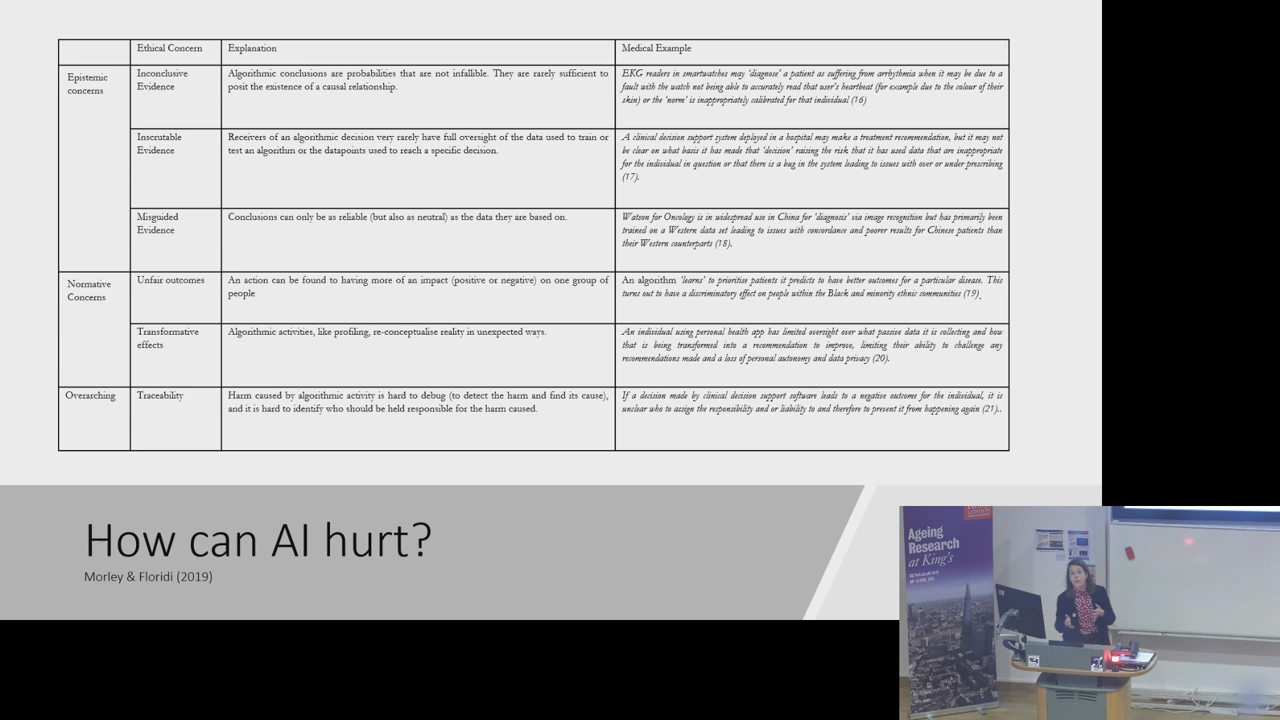 Ethical Concern
Explanation
Medical Example
Epistemic
concerns
Inconclusive
Evidence
Algorithmic conclusions are probabilities that are not infallible. They are rarely sufficient to
posit the existence of a causal relationship.
EKG readers in smartwatches may ‘diagnose’ a patient as suffering from arrhythmia when it may be due to a
fault with the watch not being able to accurately read that user’s heartbeat (for example due to the colour of their
skin) or the ‘norm’ is inappropriately calibrated for that individual (16)
Inscrutable
Evidence
Receivers of an algorithmic decision very rarely have full oversight of the data used to train or
test an algorithm or the datapoints used to reach a specific decision.
A clinical decision support system deployed in a hospital may make a treatment recommendation, but it may not
be clear on what basis it has made that ‘decision’ raising the risk that it has used data that are inappropriate
for the individual in question or that there is a bug in the system leading to issues with over or under prescribing
(17).
Misguided
Evidence
Conclusions can only be as reliable (but also as neutral) as the data they are based on.
Watson for Oncology is in widespread use in China for ‘diagnosis’ via image recognition but has primarily been
trained on a Western data set leading to issues with concordance and poorer results for Chinese patients than
their Western counterparts (18).
Normative
Concerns
Unfair outcomes
An action can be found to having more of an impact (positive or negative) on one group of
people
An algorithm ‘learns’ to prioritise patients it predicts to have better outcomes for a particular disease. This
turns out to have a discriminatory effect on people within the Black and minority ethnic communities (19).
Transformative
effects
Algorithmic activities, like profiling, re-conceptualise reality in unexpected ways.
An individual using personal health app has limited oversight over what passive data it is collecting and how
that is being transformed into a recommendation to improve, limiting their ability to challenge any
recommendations made and a loss of personal autonomy and data privacy (20).
Overarching
Traceability
Harm caused by algorithmic activity is hard to debug (to detect the harm and find its cause),
and it is hard to identify who should be held responsible for the harm caused.
If a decision made by clinical decision support software leads to a negative outcome for the individual, it is
unclear who to assign the responsibility and or liability to and therefore to prevent it from happening again (21)..
How can AI hurt?
Morley & Floridi (2019)
Ageing
Research
at King's